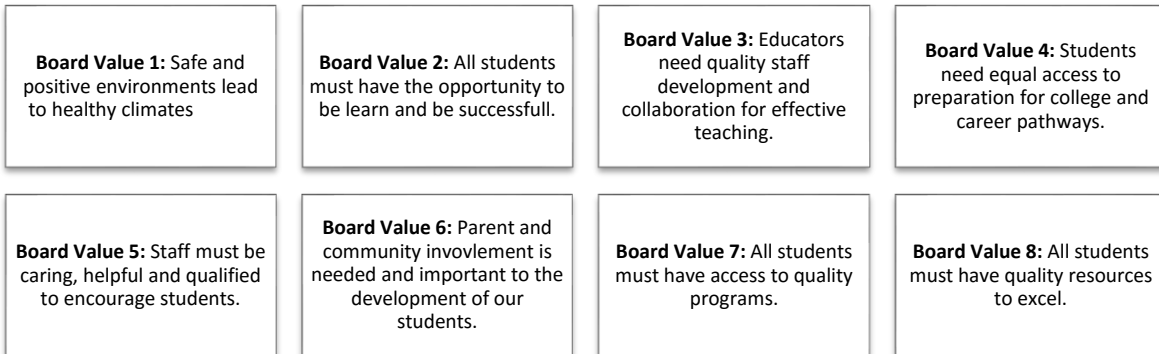 Board Value 1: Safe and
positive environments lead
to healthy climates
Board Value 2: All students
must have the opportunity to
be learn and be successfull.
Board Value 3: Educators
need quality staff
development and
collaboration for effective
teaching.
Board Value 4: Students
need equal access to
preparation for college and
career pathways.
Board Value 5: Staff must be
caring, helpful and qualified
to encourage students.
Board Value 6: Parent and
community invovlement is
needed and important to the
development of our
students.
Board Value 7: All students
must have access to quality
programs.
Board Value 8: All students
must have quality resources
to excel.